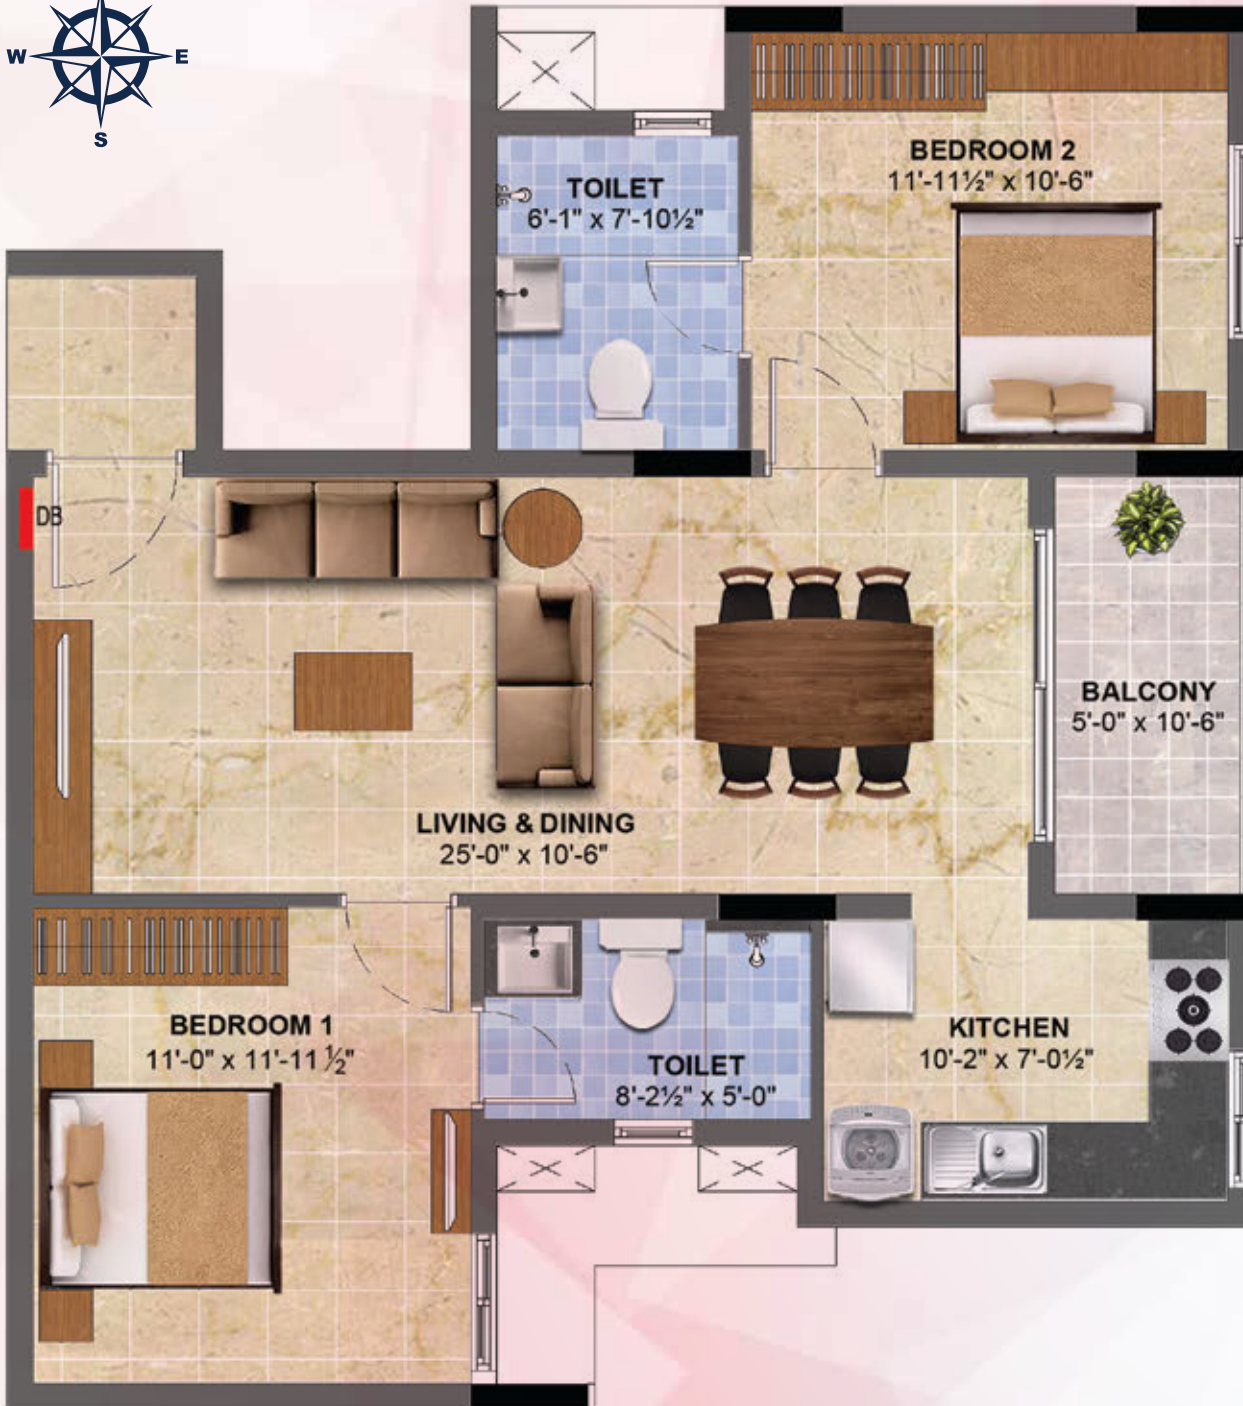 W E
S
BEDROOM 2
11'-11½" x 10'-6"
TOILET
6'-1" x 7'-10½"
DB
BALCONY
5'-0" x 10'-6"
LIVING & DINING
25'-0" x 10'-6"
BEDROOM 1
11'-0" x 11'-11½"
TOILET
8'-2½" x 5'-0"
KITCHEN
10'-2" x 7'-0½"